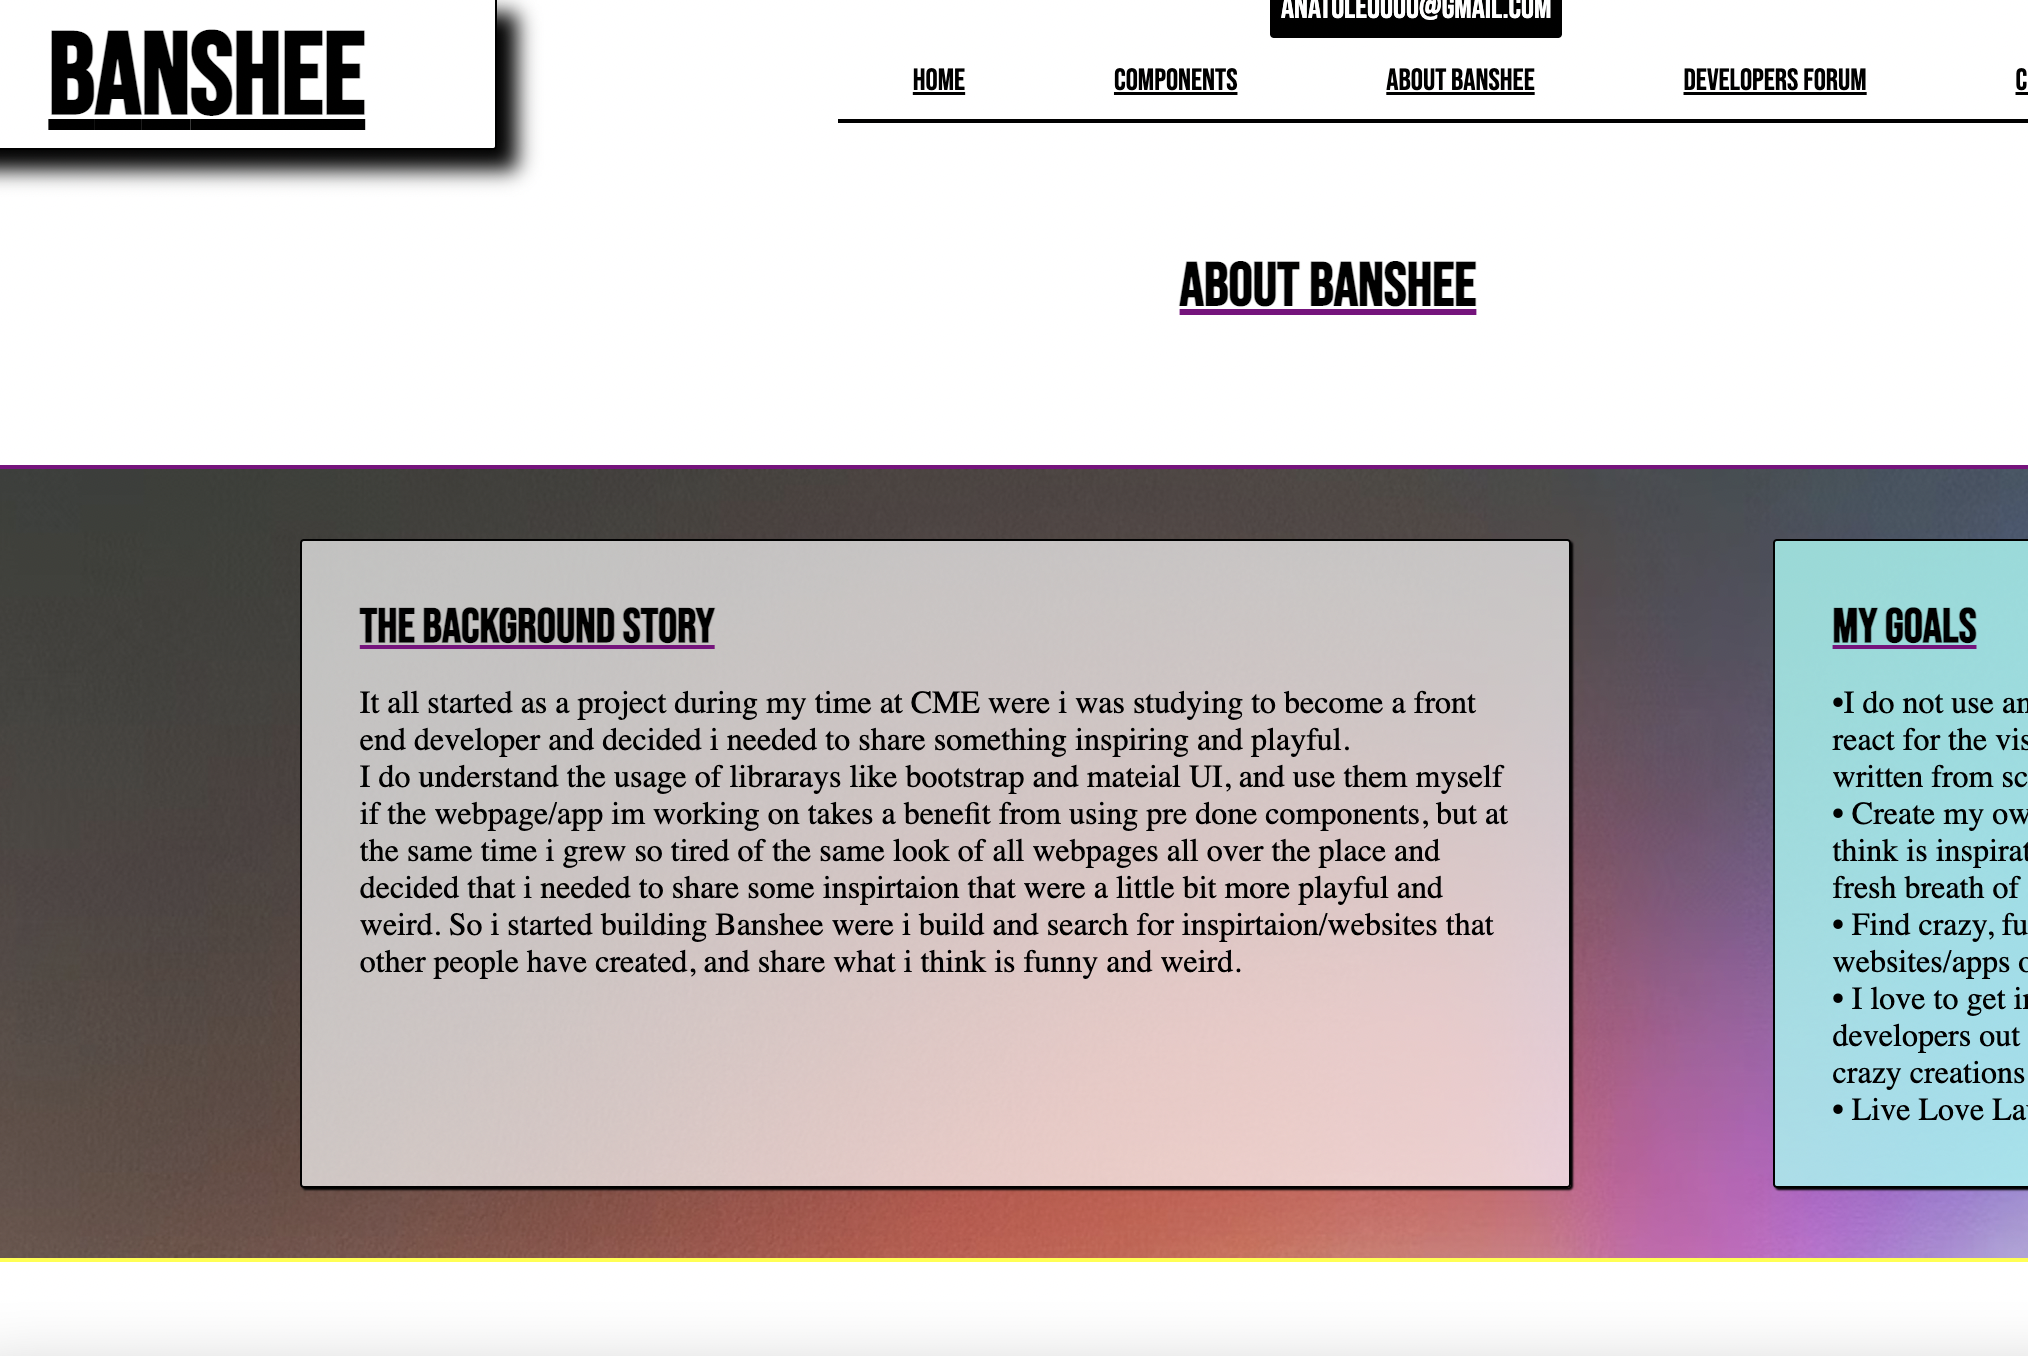 BANSHEE
ANATOLE0000@GMAIL.COM
HOME COMPONENTS ABOUT BANSHEE DEVELOPERS FORUM
ABOUT BANSHEE
THE BACKGROUND STORY
It all started as a project during my time at CME were i was studying to become a front
end developer and decided i needed to share something inspiring and playful.
I do understand the usage of librarays like bootstrap and mateial UI, and use them myself
if the webpage/app im working on takes a benefit from using pre done components, but at
the same time i grew so tired of the same look of all webpages all over the place and
decided that i needed to share some inspirtaion that were a little bit more playful and
weird. So i started building Banshee were i build and search for inspirtaion/websites that
other people have created, and share what i think is funny and weird.
MY GOALS
•I do not use
react for the
written from
• Create my
think is
fresh breath of
• Find crazy,
websites/apps
• I love to get
developers out
crazy creations
• Live Love